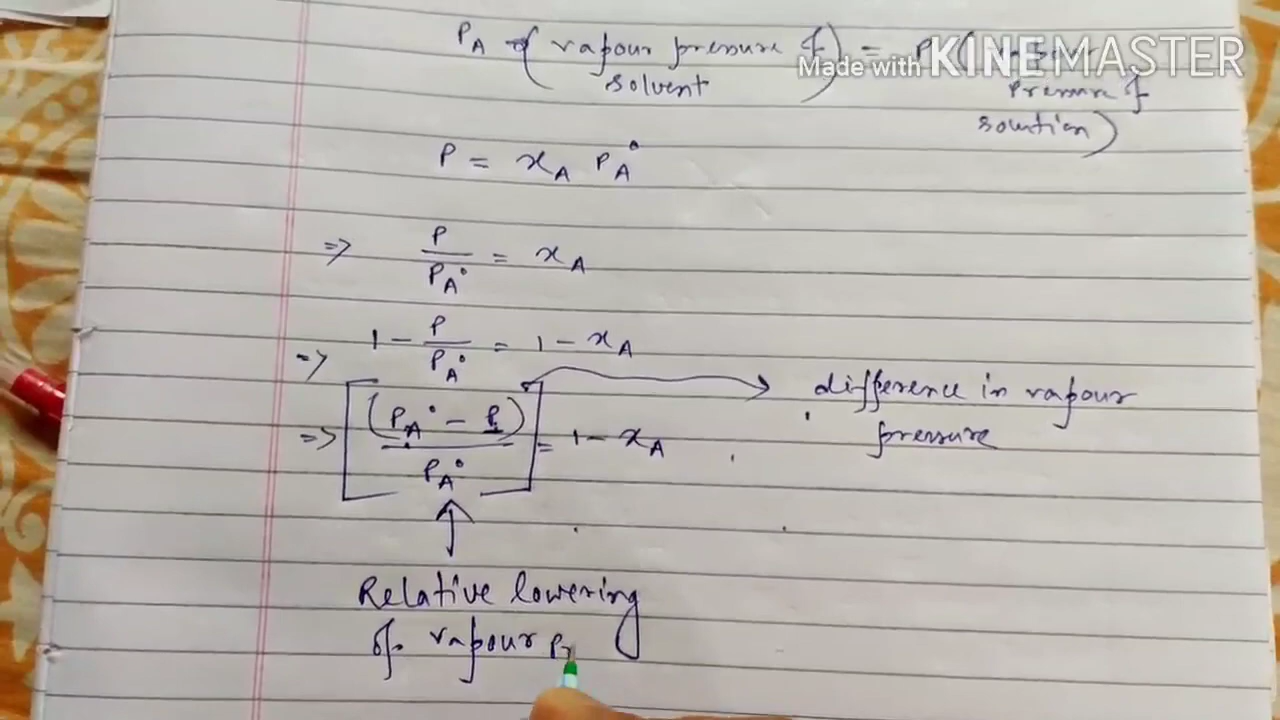 P_A (vapour pressure of solvent) = P (vapour pressure of solution)
Made with KINEMASTER
P = x_A P_A°
=> P/P_A° = x_A
=> 1 - P/P_A° = 1 - x_A
=> [(P_A° - P)/P_A°] = 1 - x_A
difference in vapour
pressure
Relative lowering
of vapour Pr